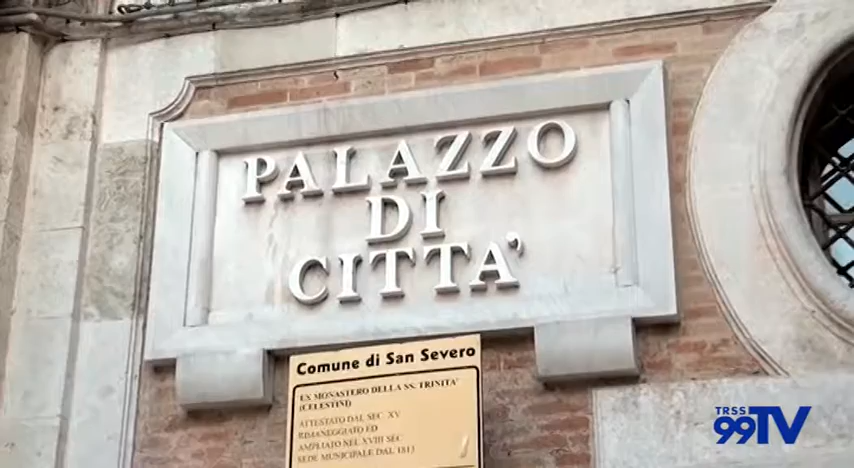 PALAZZO
DI
CITTA'
Comune di San Severo
EX MONASTERO DELLA SS. TRINITA'
(CELESTINI)
ATTESTATO DAL SEC. XV
RIMANEGGIATO ED
AMPLIATO NEL XVIII SEC.
SEDE MUNICIPALE DAL 1813
TRSS
99TV